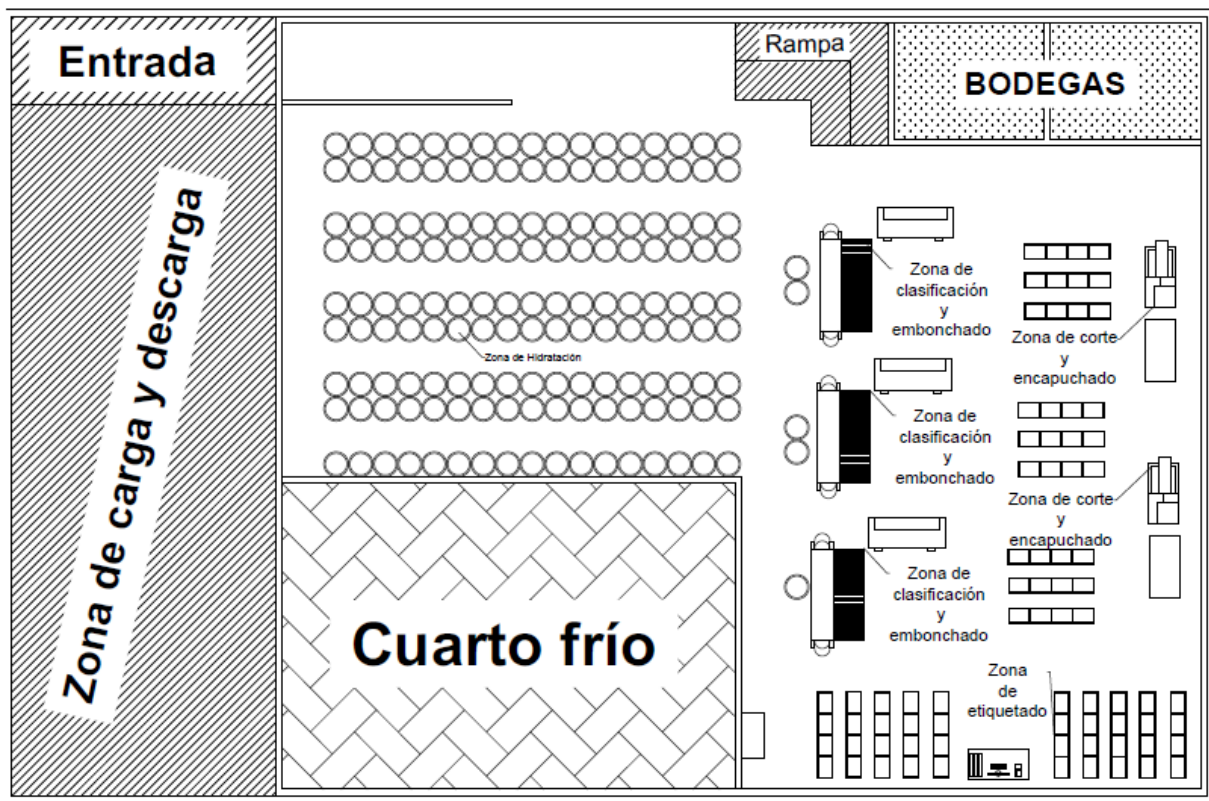 Entrada
Rampa
BODEGAS
Zona de carga y descarga
Zona de
clasificación
y
embonchado
Zona de corte
y
encapuchado
Zona de Hidratación
Zona de
clasificación
y
embonchado
Zona de corte
y
encapuchado
Zona de
clasificación
y
embonchado
Cuarto frío
Zona
de
etiquetado